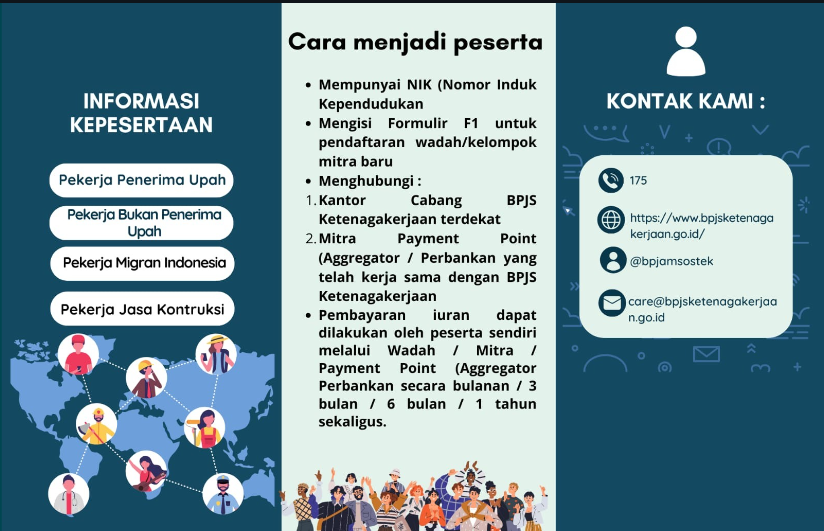 INFORMASI
KEPESERTAAN
Pekerja Penerima Upah
Pekerja Bukan Penerima
Upah
Pekerja Migran Indonesia
Pekerja Jasa Kontruksi
Cara menjadi peserta
• Mempunyai NIK (Nomor Induk
Kependudukan
• Mengisi Formulir F1 untuk
pendaftaran wadah/kelompok
mitra baru
• Menghubungi :
1. Kantor Cabang BPJS
Ketenagakerjaan terdekat
2. Mitra Payment Point
(Aggregator / Perbankan yang
telah kerja sama dengan BPJS
Ketenagakerjaan
• Pembayaran iuran dapat
dilakukan oleh peserta sendiri
melalui Wadah / Mitra /
Payment Point (Aggregator
Perbankan secara bulanan / 3
bulan / 6 bulan / 1 tahun
sekaligus.
KONTAK KAMI :
175
https://www.bpjsketenaga
kerjaan.go.id/
@bpjamsostek
care@bpjsketenagakerjaa
n.go.id